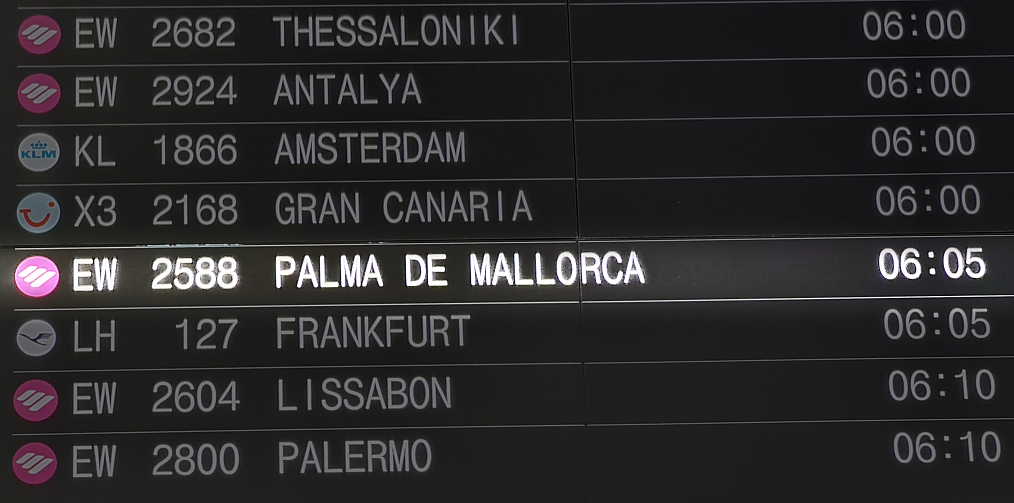 EW 2682 THESSALONIKI 06:00
EW 2924 ANTALYA 06:00
KLM KL 1866 AMSTERDAM 06:00
X3 2168 GRAN CANARIA 06:00
EW 2588 PALMA DE MALLORCA 06:05
LH 127 FRANKFURT 06:05
EW 2604 LISSABON 06:10
EW 2800 PALERMO 06:10